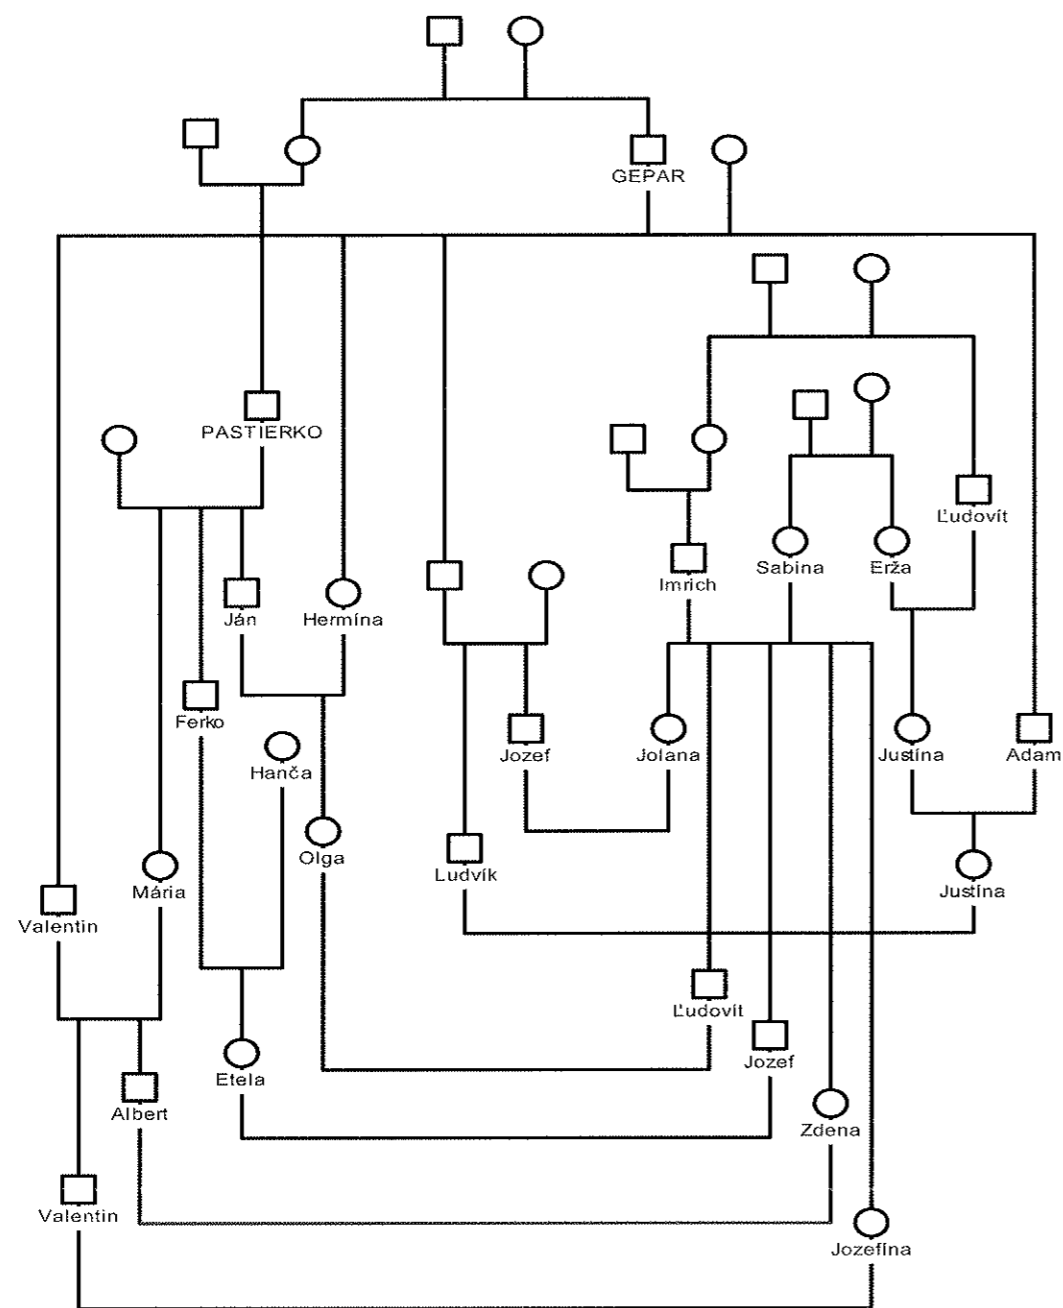 GEPAR
PASTIERKO
Ľudovít
Imrich
Sabina
Erža
Ján
Hermína
Ferko
Jozef
Jolana
Justína
Adam
Hanča
Olga
Ludvík
Mária
Justína
Valentin
Ľudovít
Jozef
Etela
Albert
Zdena
Valentin
Jozefína